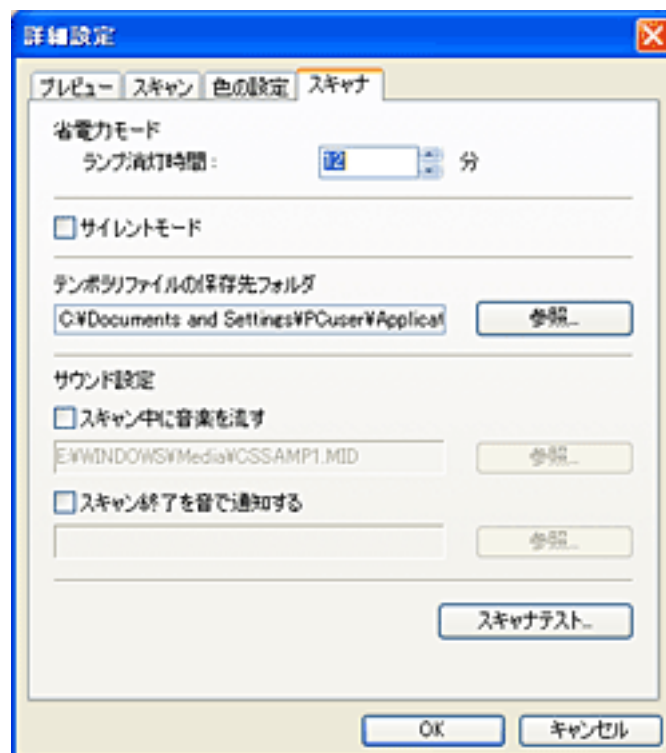 詳細設定
プレビュー スキャン 色の設定 スキャナ
省電力モード
ランプ消灯時間: 12 分
サイレントモード
テンポラリファイルの保存先フォルダ
C:¥Documents and Settings¥PCuser¥Applicat 参照...
サウンド設定
スキャン中に音楽を流す
E:¥WINDOWS¥Media¥CSSAMP1.MID 参照...
スキャン終了を音で通知する
参照...
スキャナテスト...
OK キャンセル